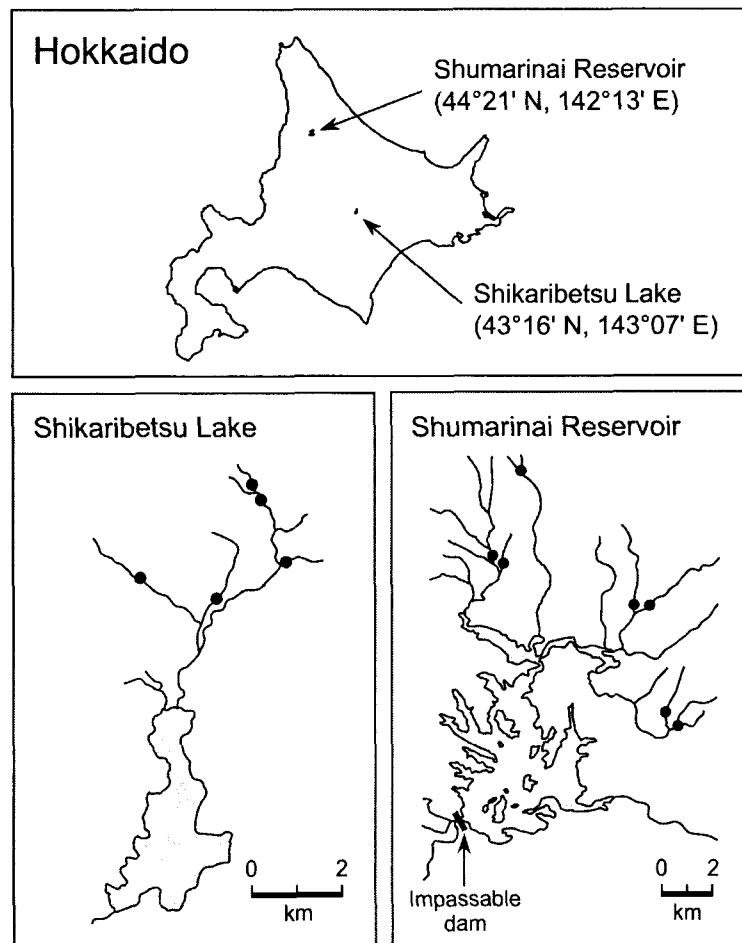 Hokkaido
Shumarinai Reservoir
(44°21' N, 142°13' E)
Shikaribetsu Lake
(43°16' N, 143°07' E)
Shikaribetsu Lake
0 2
km
Shumarinai Reservoir
Impassable
dam
0 2
km